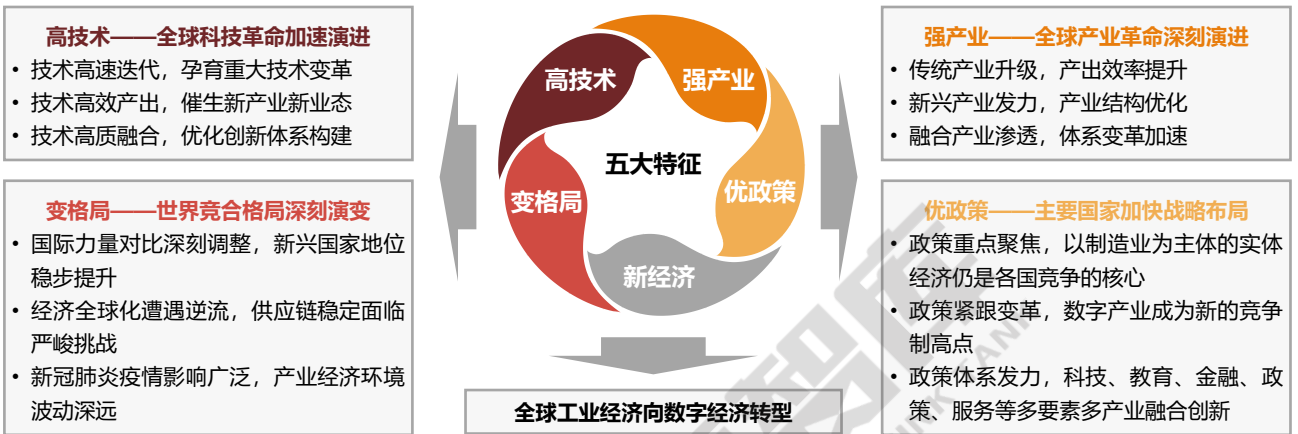 高技术——全球科技革命加速演进
• 技术高速迭代，孕育重大技术变革
• 技术高效产出，催生新产业新业态
• 技术高质融合，优化创新体系构建
变格局——世界竞合格局深刻演变
• 国际力量对比深刻调整，新兴国家地位
稳步提升
• 经济全球化遭遇逆流，供应链稳定面临
严峻挑战
• 新冠肺炎疫情影响广泛，产业经济环境
波动深远
高技术
强产业
五大特征
变格局
优政策
新经济
全球工业经济向数字经济转型
强产业——全球产业革命深刻演进
• 传统产业升级，产出效率提升
• 新兴产业发力，产业结构优化
• 融合产业渗透，体系变革加速
优政策——主要国家加快战略布局
• 政策重点聚焦，以制造业为主体的实体
经济仍是各国竞争的核心
• 政策紧跟变革，数字产业成为新的竞争
制高点
• 政策体系发力，科技、教育、金融、政
策、服务等多要素多产业融合创新
智库